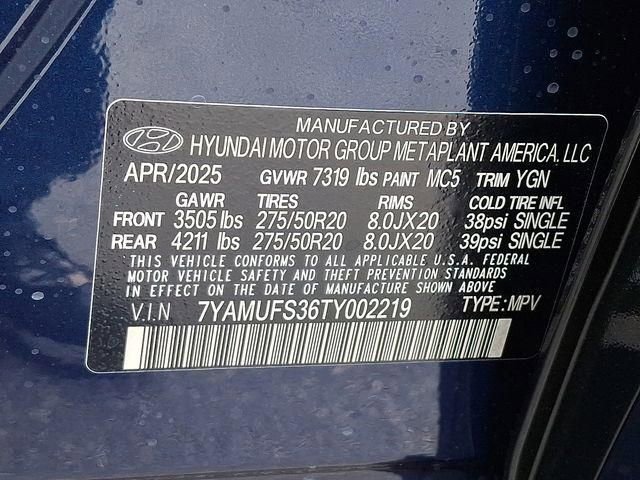 MANUFACTURED BY
HYUNDAI MOTOR GROUP METAPLANT AMERICA, LLC
APR/2025 GVWR 7319 lbs PAINT MC5 TRIM YGN
GAWR TIRES RIMS COLD TIRE INFL
FRONT 3505 lbs 275/50R20 8.0JX20 38psi SINGLE
REAR 4211 lbs 275/50R20 8.0JX20 39psi SINGLE
THIS VEHICLE CONFORMS TO ALL APPLICABLE U.S.A. FEDERAL
MOTOR VEHICLE SAFETY AND THEFT PREVENTION STANDARDS
IN EFFECT ON THE DATE OF MANUFACTURE SHOWN ABOVE
V.I.N 7YAMUFS36TY002219 TYPE:MPV